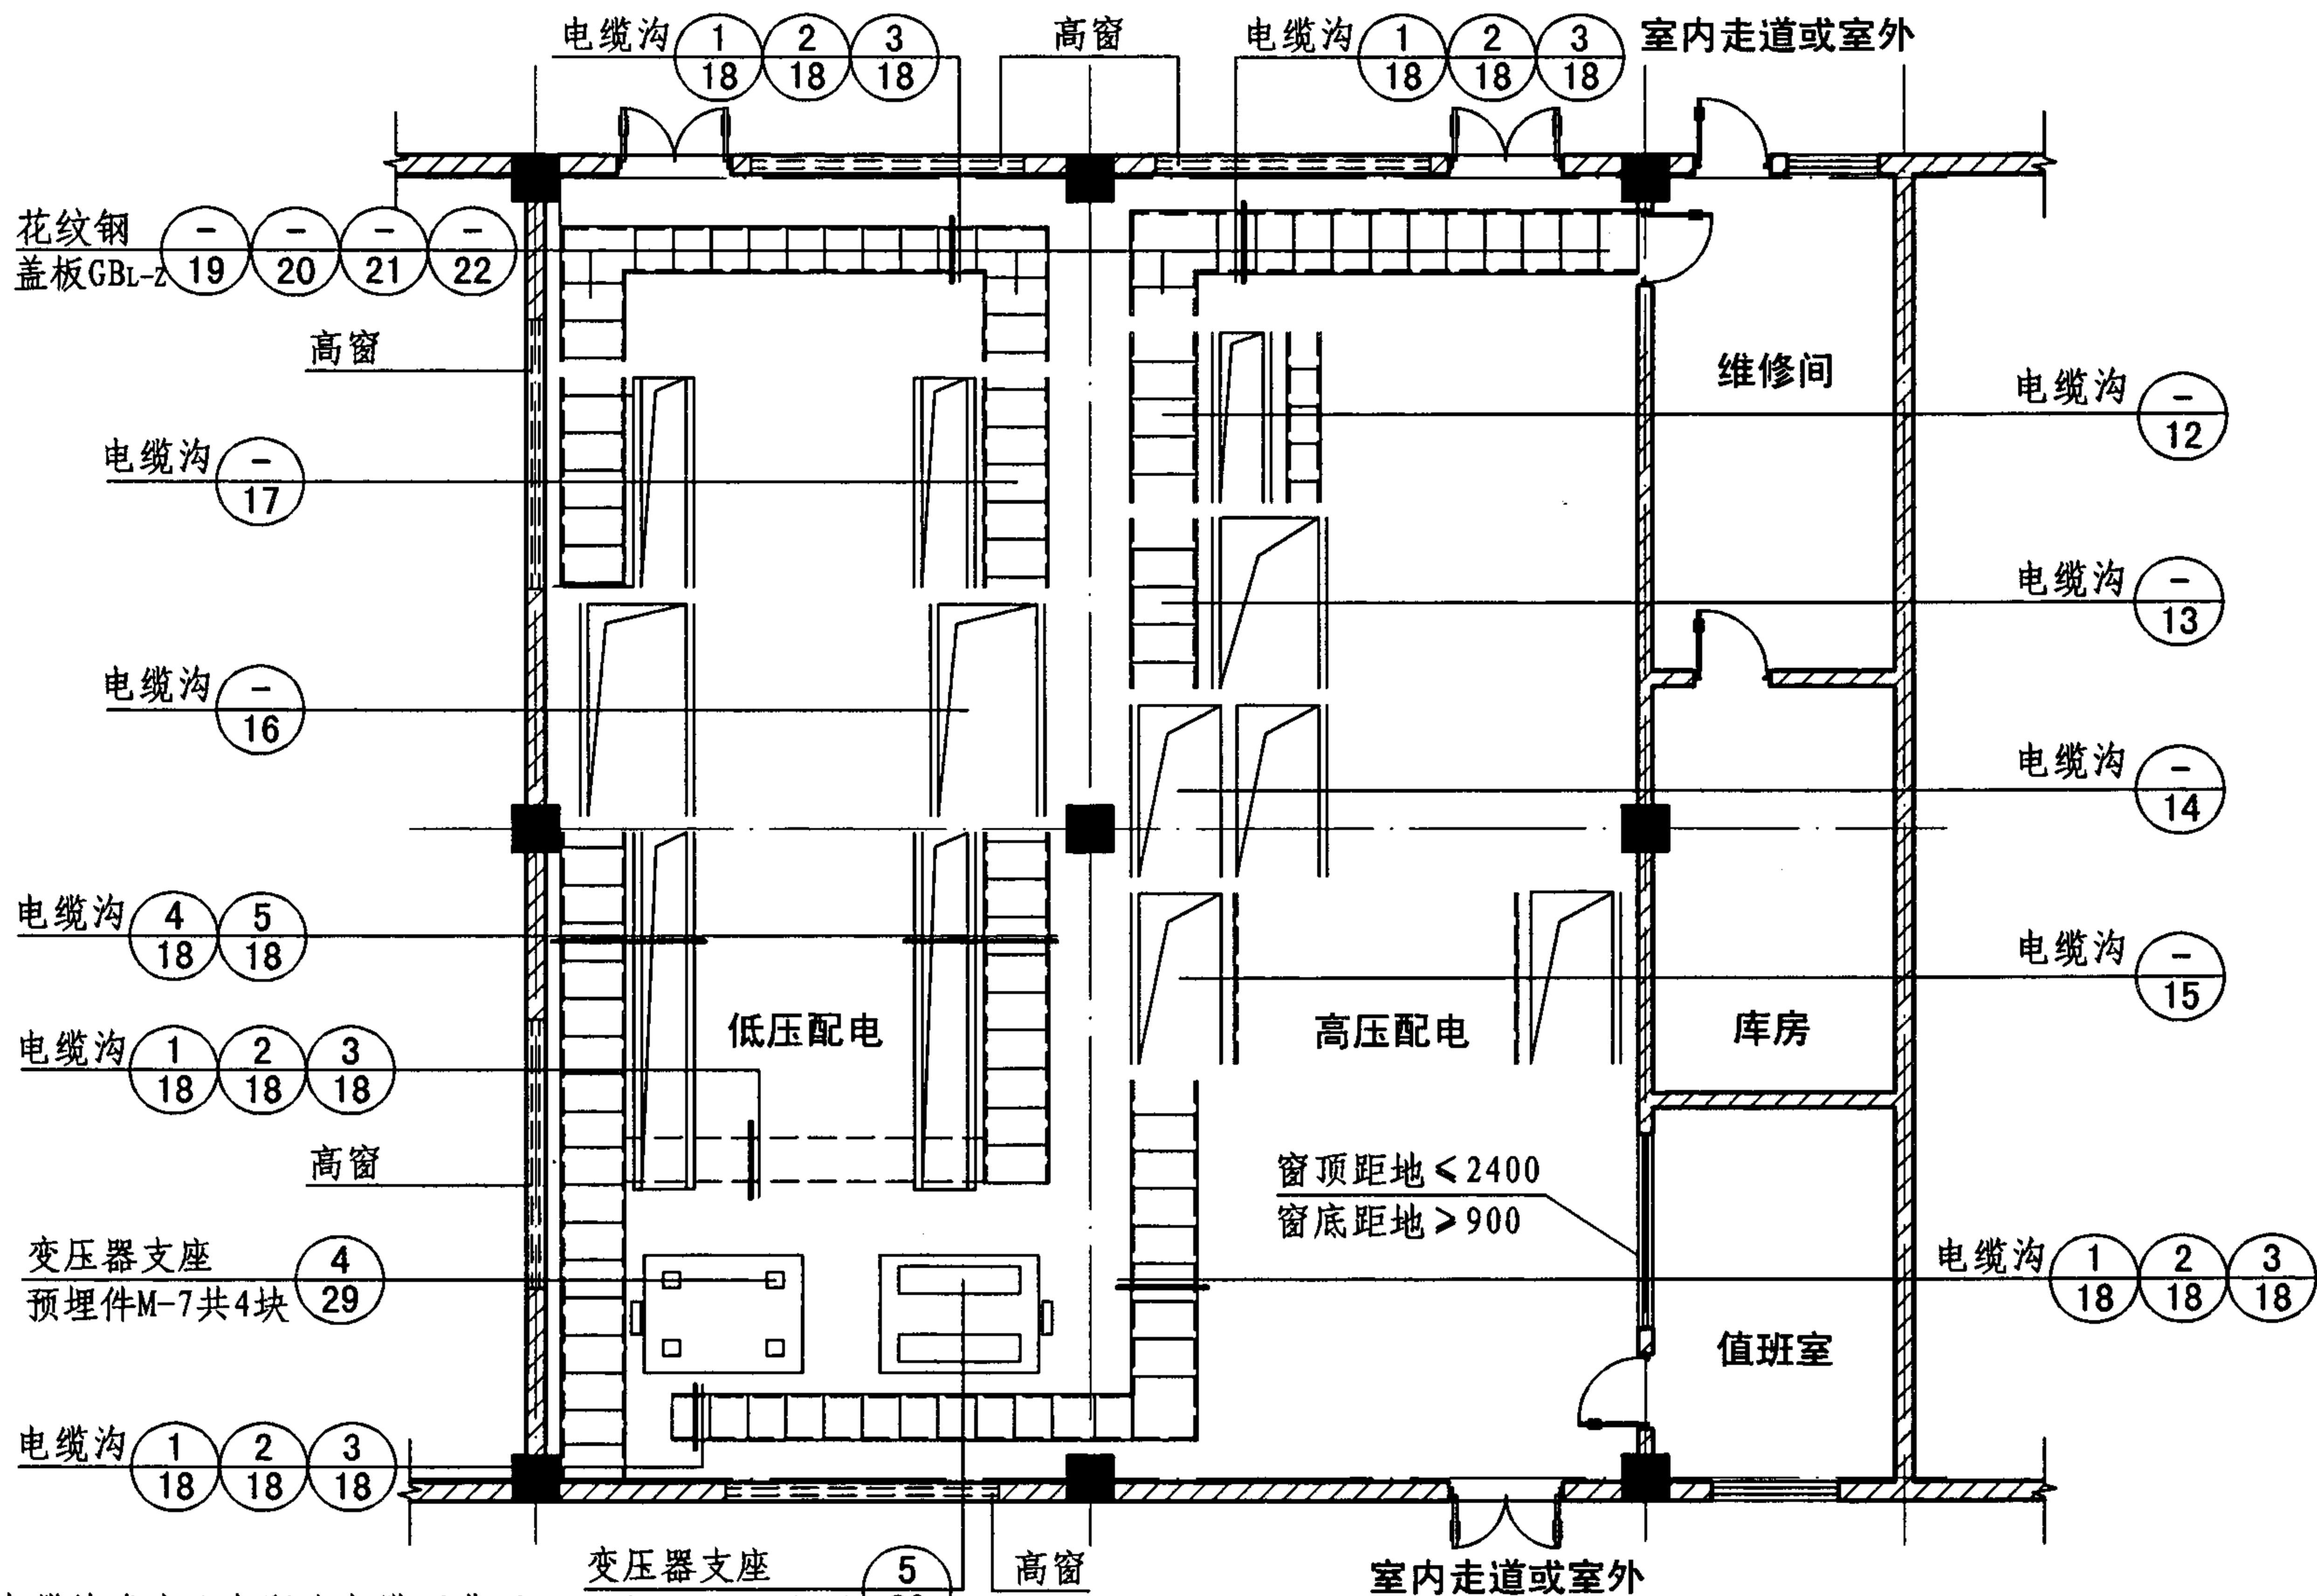 电缆沟 1/18 2/18 3/18
高窗
电缆沟 1/18 2/18 3/18
室内走道或室外
花纹钢
盖板GBL-Z -/19 -/20 -/21 -/22
高窗
维修间
电缆沟 -/12
电缆沟 -/17
电缆沟 -/13
电缆沟 -/16
电缆沟 -/14
电缆沟 4/18 5/18
电缆沟 -/15
低压配电
高压配电
库房
电缆沟 1/18 2/18 3/18
高窗
窗顶距地≤2400
窗底距地≥900
变压器支座 4/29
预埋件M-7共4块
电缆沟 1/18 2/18 3/18
值班室
电缆沟 1/18 2/18 3/18
变压器支座 5
高窗
室内走道或室外